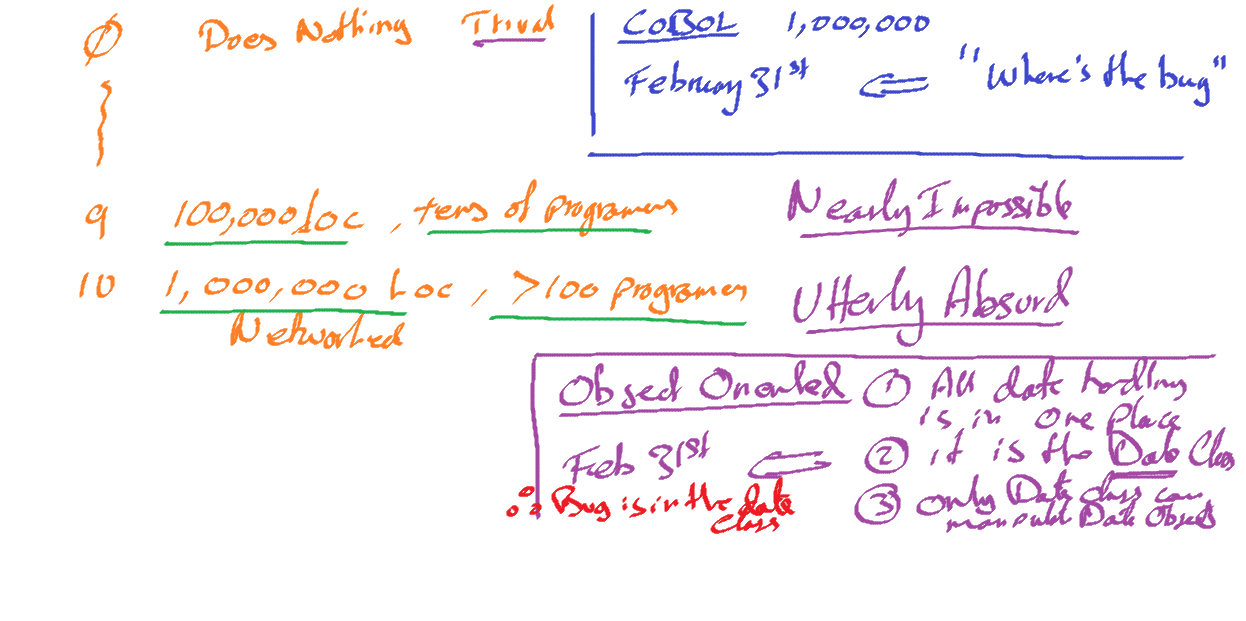 0 Does Nothing Trival
COBOL 1,000,000
February 31st ⇐ "Where's the bug"
9 100,000 Loc , tens of programers Nearly Impossible
10 1,000,000 Loc , >100 programers Utterly Absurd
Networked
Object Oriented ① All date handling
is in one place
Feb 31st ⇐ ② it is the Date Class
∴ Bug is in the date
class
③ only Date class can
manipulate Date Objects